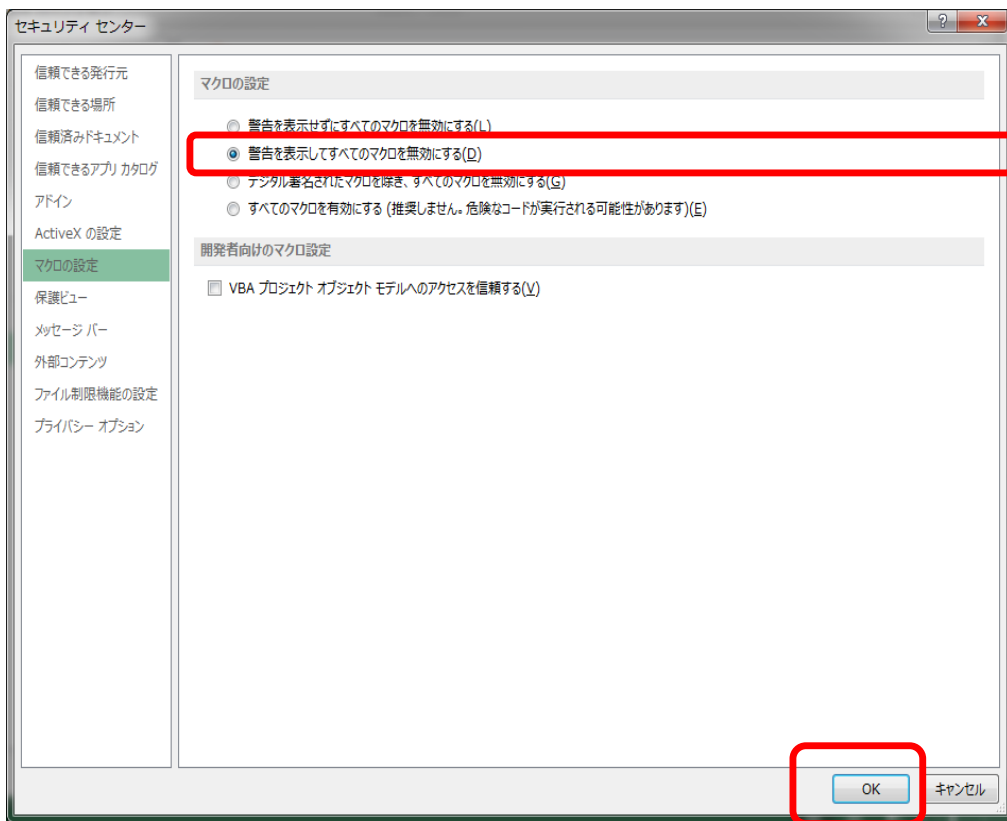 セキュリティ センター
信頼できる発行元
信頼できる場所
信頼済みドキュメント
信頼できるアプリ カタログ
アドイン
ActiveX の設定
マクロの設定
保護ビュー
メッセージ バー
外部コンテンツ
ファイル制限機能の設定
プライバシー オプション
マクロの設定
警告を表示せずにすべてのマクロを無効にする(L)
警告を表示してすべてのマクロを無効にする(D)
デジタル署名されたマクロを除き、すべてのマクロを無効にする(G)
すべてのマクロを有効にする (推奨しません。危険なコードが実行される可能性があります)(E)
開発者向けのマクロ設定
VBA プロジェクト オブジェクト モデルへのアクセスを信頼する(V)
OK
キャンセル